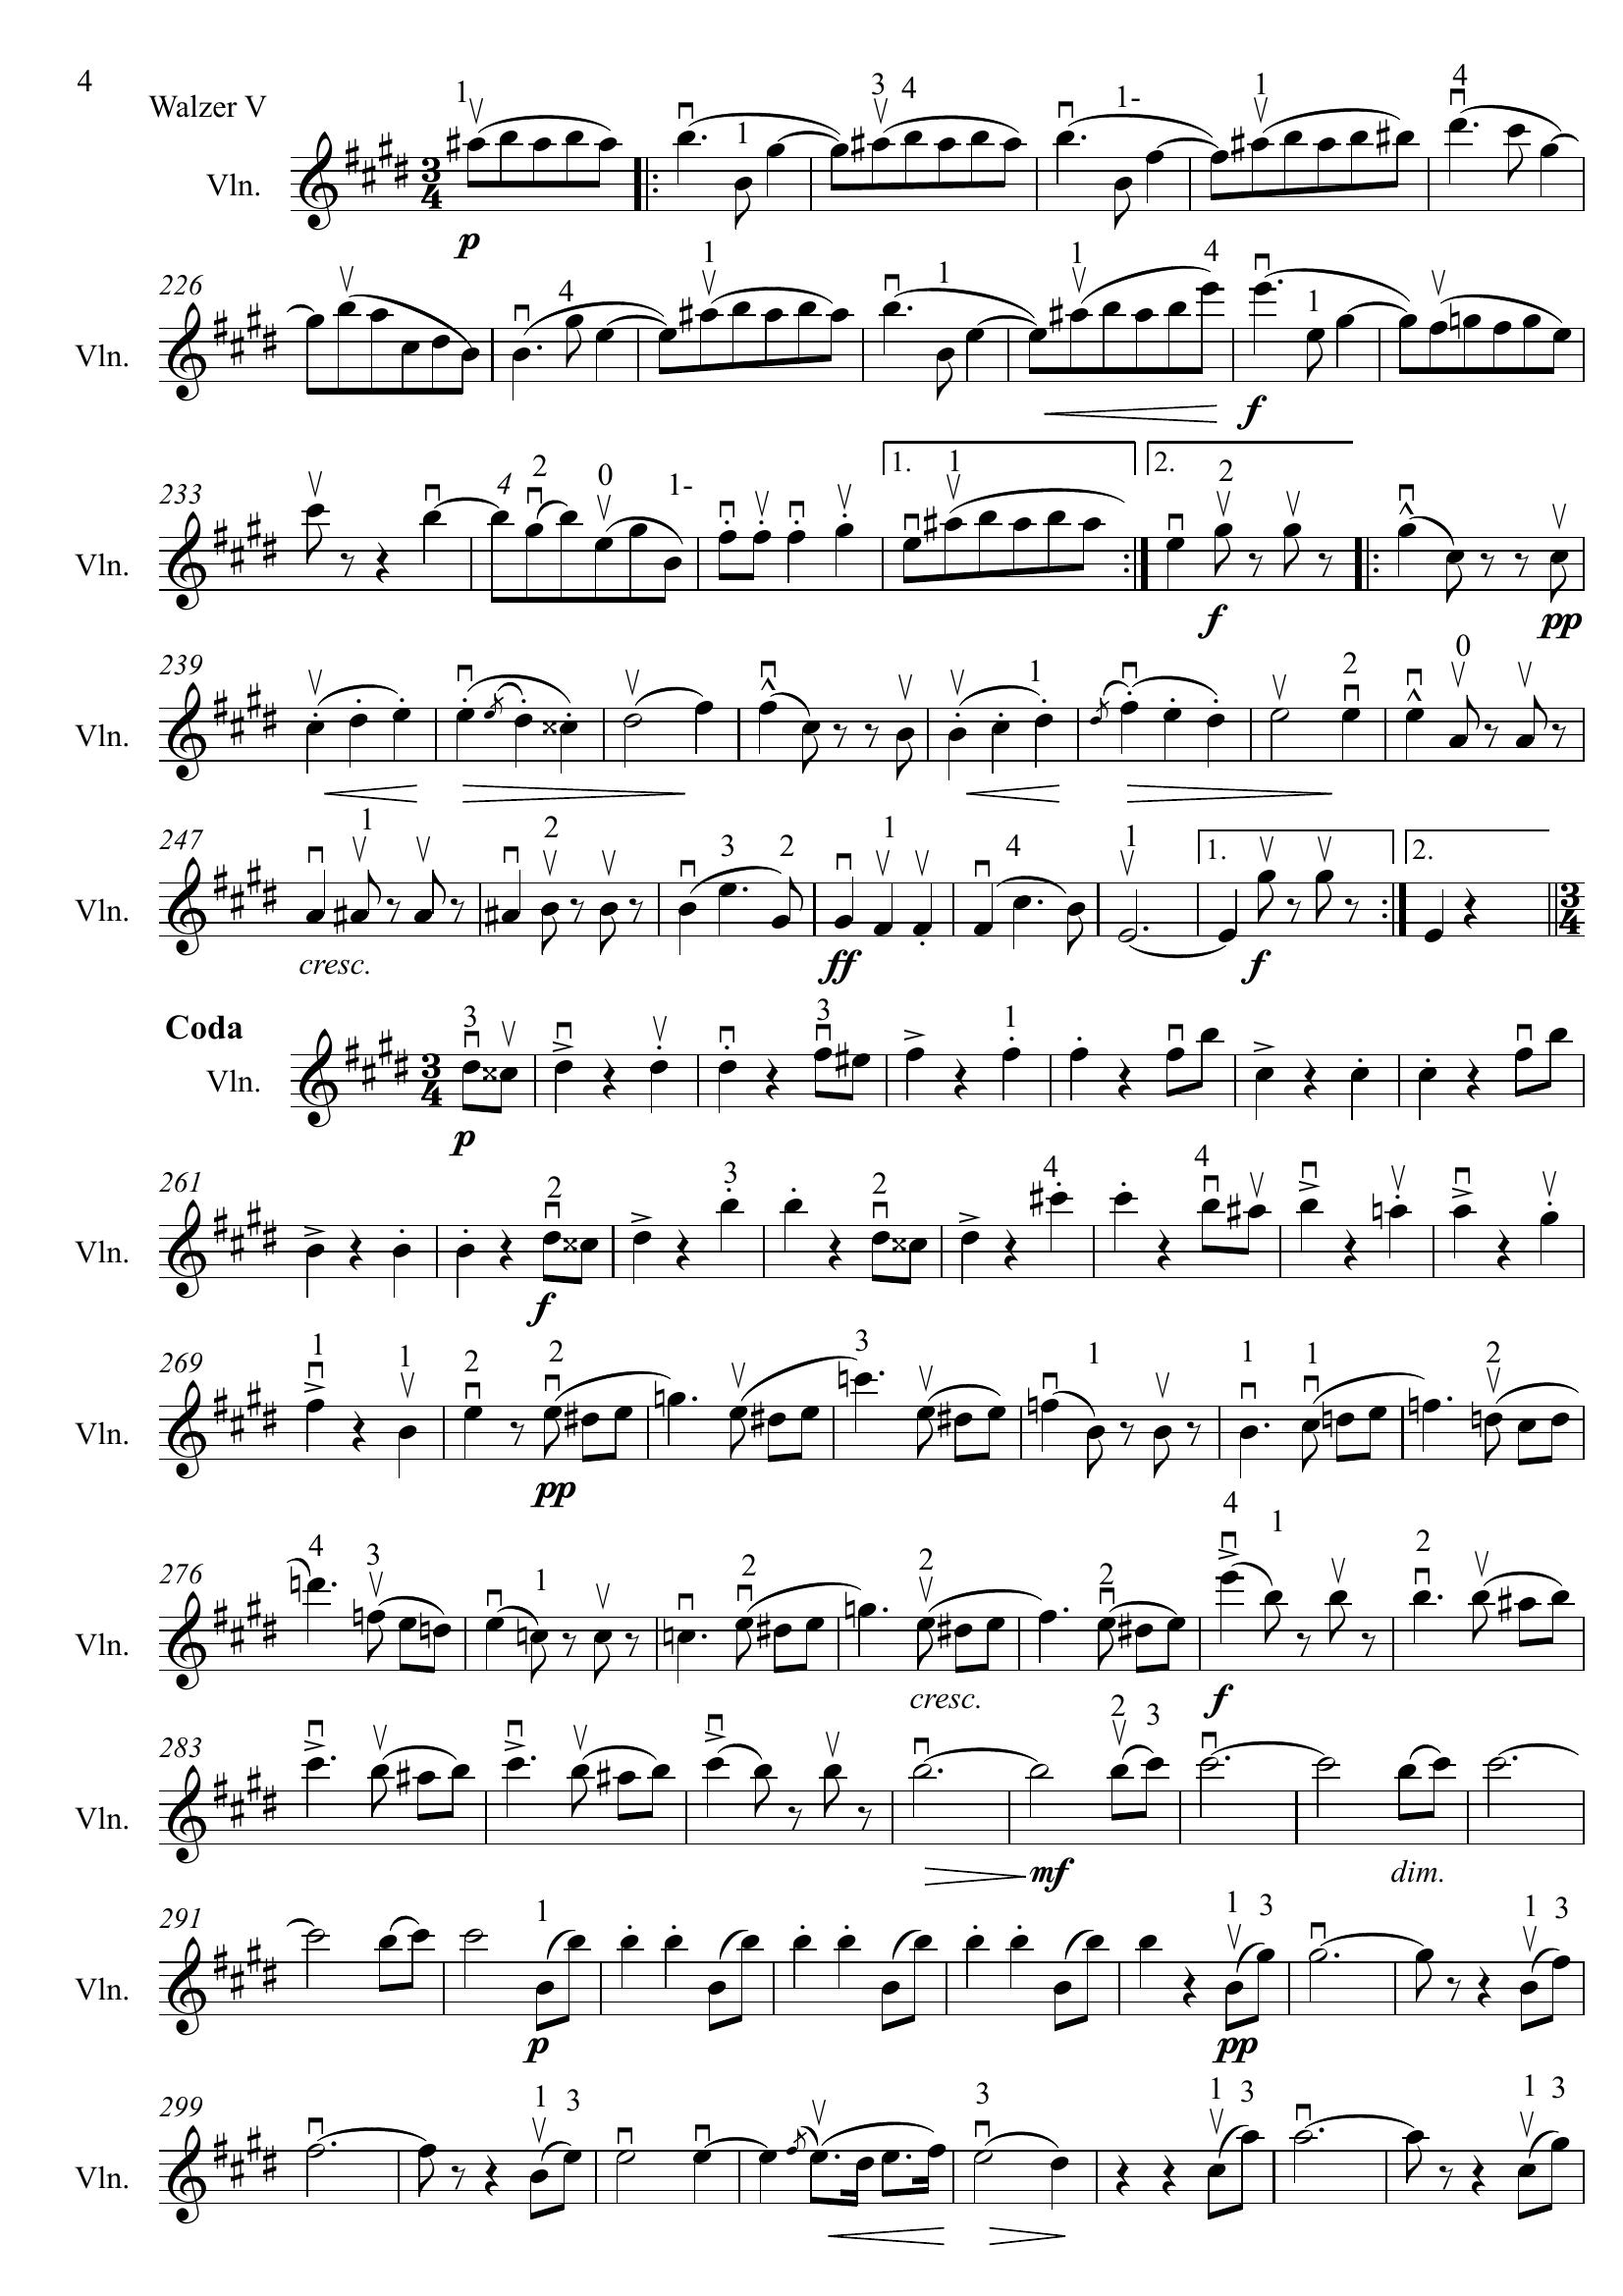 4
Walzer V
1 3 4 1- 1 4
1 1
Vln.
3
4
p
226
1 1 1 4
4 1
Vln.
f
233
1. 1 2.
4 2 0 1- 2
Vln.
f pp
239
1 2
0
Vln.
247
1 2 3 2 1 4 1 1. 2.
Vln.
3
4
cresc. ff f
Coda
3 3 1
Vln.
3
4
p
261
2 3 2 4 4
Vln.
f
269
1 1 2 2 3 1 1 1 2
Vln.
pp
276
4 3 1 2 2 2 4 1 2
Vln.
cresc. f
283
2 3
Vln.
mf dim.
291
1 1 3 1 3
Vln.
p pp
299
1 3 3 1 3 1 3
Vln.